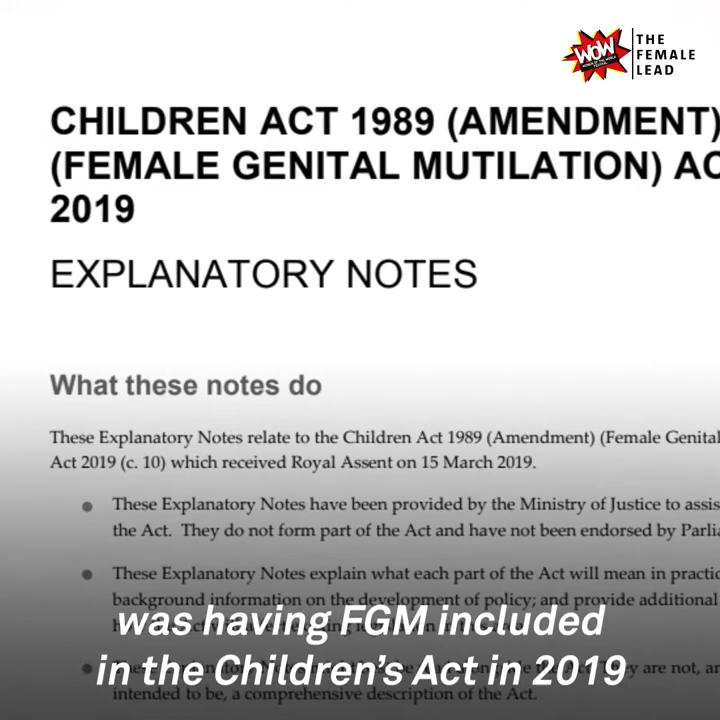 WOW
THE
FEMALE
LEAD
CHILDREN ACT 1989 (AMENDMENT)
(FEMALE GENITAL MUTILATION) AC
2019
EXPLANATORY NOTES
What these notes do
These Explanatory Notes relate to the Children Act 1989 (Amendment) (Female Genital
Act 2019 (c. 10) which received Royal Assent on 15 March 2019.
● These Explanatory Notes have been provided by the Ministry of Justice to assis
the Act. They do not form part of the Act and have not been endorsed by Parlia
● These Explanatory Notes explain what each part of the Act will mean in practic
background information on the development of policy; and provide additional
was having FGM included
in the Children's Act in 2019
intended to be, a comprehensive description of the Act.